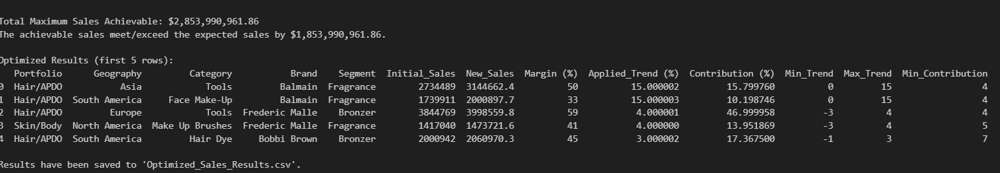 Total Maximum Sales Achievable: $2,853,990,961.86
The achievable sales meet/exceed the expected sales by $1,853,990,961.86.
Optimized Results (first 5 rows):
Portfolio Geography Category Brand Segment Initial_Sales New_Sales Margin (%) Applied_Trend (%) Contribution (%) Min_Trend Max_Trend Min_Contribution
0 Hair/APDO Asia Tools Balmain Fragrance 2734489 3144662.4 50 15.000002 15.799760 0 15 4
1 Hair/APDO South America Face Make-Up Balmain Fragrance 1739911 2000897.7 33 15.000003 10.198746 0 15 4
2 Hair/APDO Europe Tools Frederic Malle Bronzer 3844769 3998559.8 59 4.000001 46.999958 -3 4 4
3 Skin/Body North America Make Up Brushes Frederic Malle Fragrance 1417040 1473721.6 41 4.000000 13.951869 -3 4 5
4 Hair/APDO South America Hair Dye Bobbi Brown Bronzer 2000942 2060970.3 45 3.000002 17.367500 -1 3 7
Results have been saved to 'Optimized_Sales_Results.csv'.